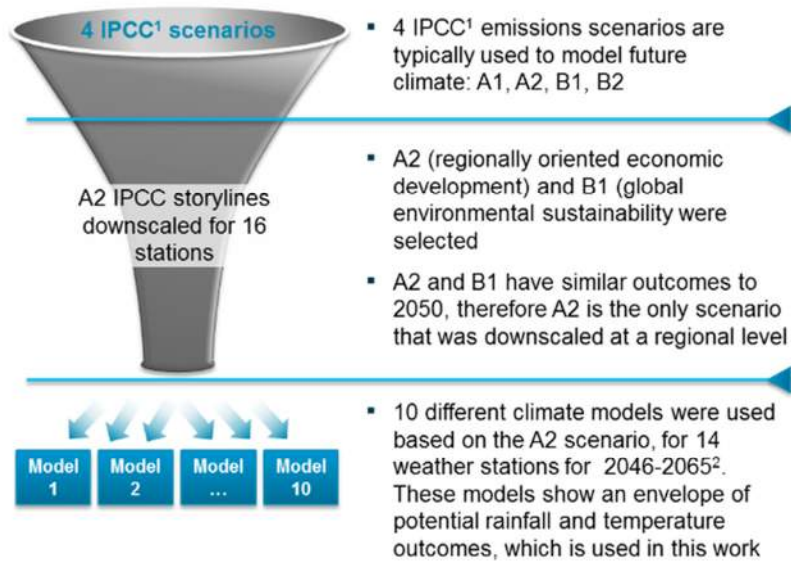 4 IPCC¹ scenarios
▪ 4 IPCC¹ emissions scenarios are
typically used to model future
climate: A1, A2, B1, B2
A2 IPCC storylines
downscaled for 16
stations
▪ A2 (regionally oriented economic
development) and B1 (global
environmental sustainability were
selected
▪ A2 and B1 have similar outcomes to
2050, therefore A2 is the only scenario
that was downscaled at a regional level
Model
1
Model
2
Model
...
Model
10
▪ 10 different climate models were used
based on the A2 scenario, for 14
weather stations for 2046-2065².
These models show an envelope of
potential rainfall and temperature
outcomes, which is used in this work